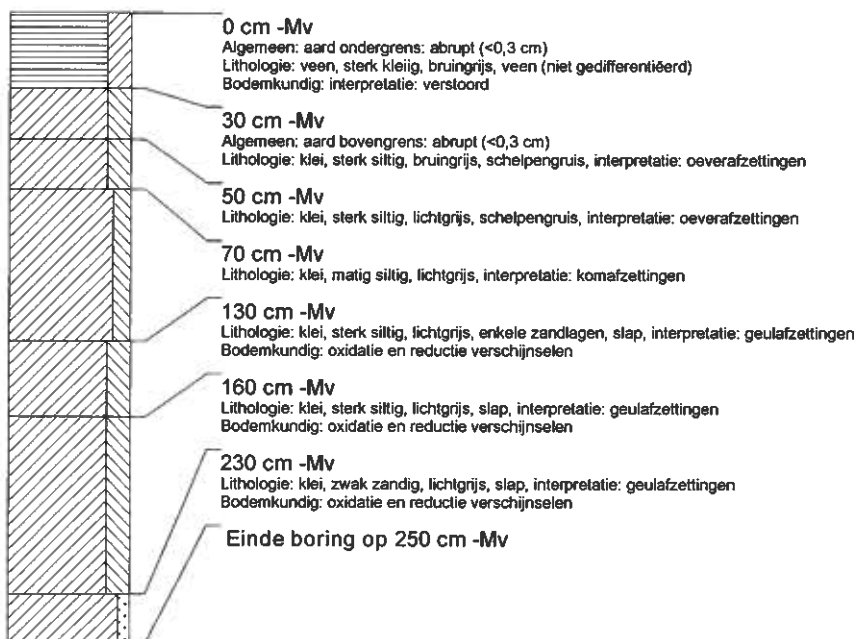 0 cm -Mv
Algemeen: aard ondergrens: abrupt (<0,3 cm)
Lithologie: veen, sterk kleiig, bruingrijs, veen (niet gedifferentiëerd)
Bodemkundig: interpretatie: verstoord
30 cm -Mv
Algemeen: aard bovengrens: abrupt (<0,3 cm)
Lithologie: klei, sterk siltig, bruingrijs, schelpengruis, interpretatie: oeverafzettingen
50 cm -Mv
Lithologie: klei, sterk siltig, lichtgrijs, schelpengruis, interpretatie: oeverafzettingen
70 cm -Mv
Lithologie: klei, matig siltig, lichtgrijs, interpretatie: komafzettingen
130 cm -Mv
Lithologie: klei, sterk siltig, lichtgrijs, enkele zandlagen, slap, interpretatie: geulafzettingen
Bodemkundig: oxidatie en reductie verschijnselen
160 cm -Mv
Lithologie: klei, sterk siltig, lichtgrijs, slap, interpretatie: geulafzettingen
Bodemkundig: oxidatie en reductie verschijnselen
230 cm -Mv
Lithologie: klei, zwak zandig, lichtgrijs, slap, interpretatie: geulafzettingen
Bodemkundig: oxidatie en reductie verschijnselen
Einde boring op 250 cm -Mv